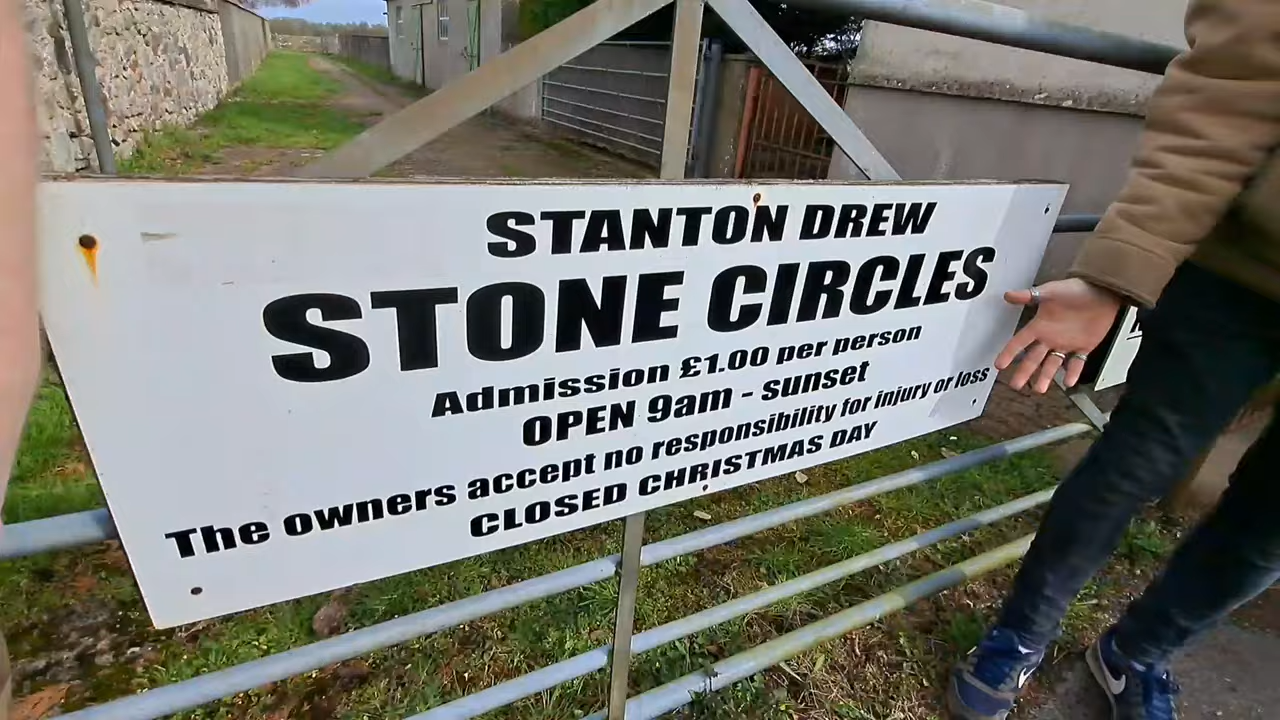 STANTON DREW
STONE CIRCLES
Admission £1.00 per person
OPEN 9am - sunset
The owners accept no responsibility for injury or loss
CLOSED CHRISTMAS DAY